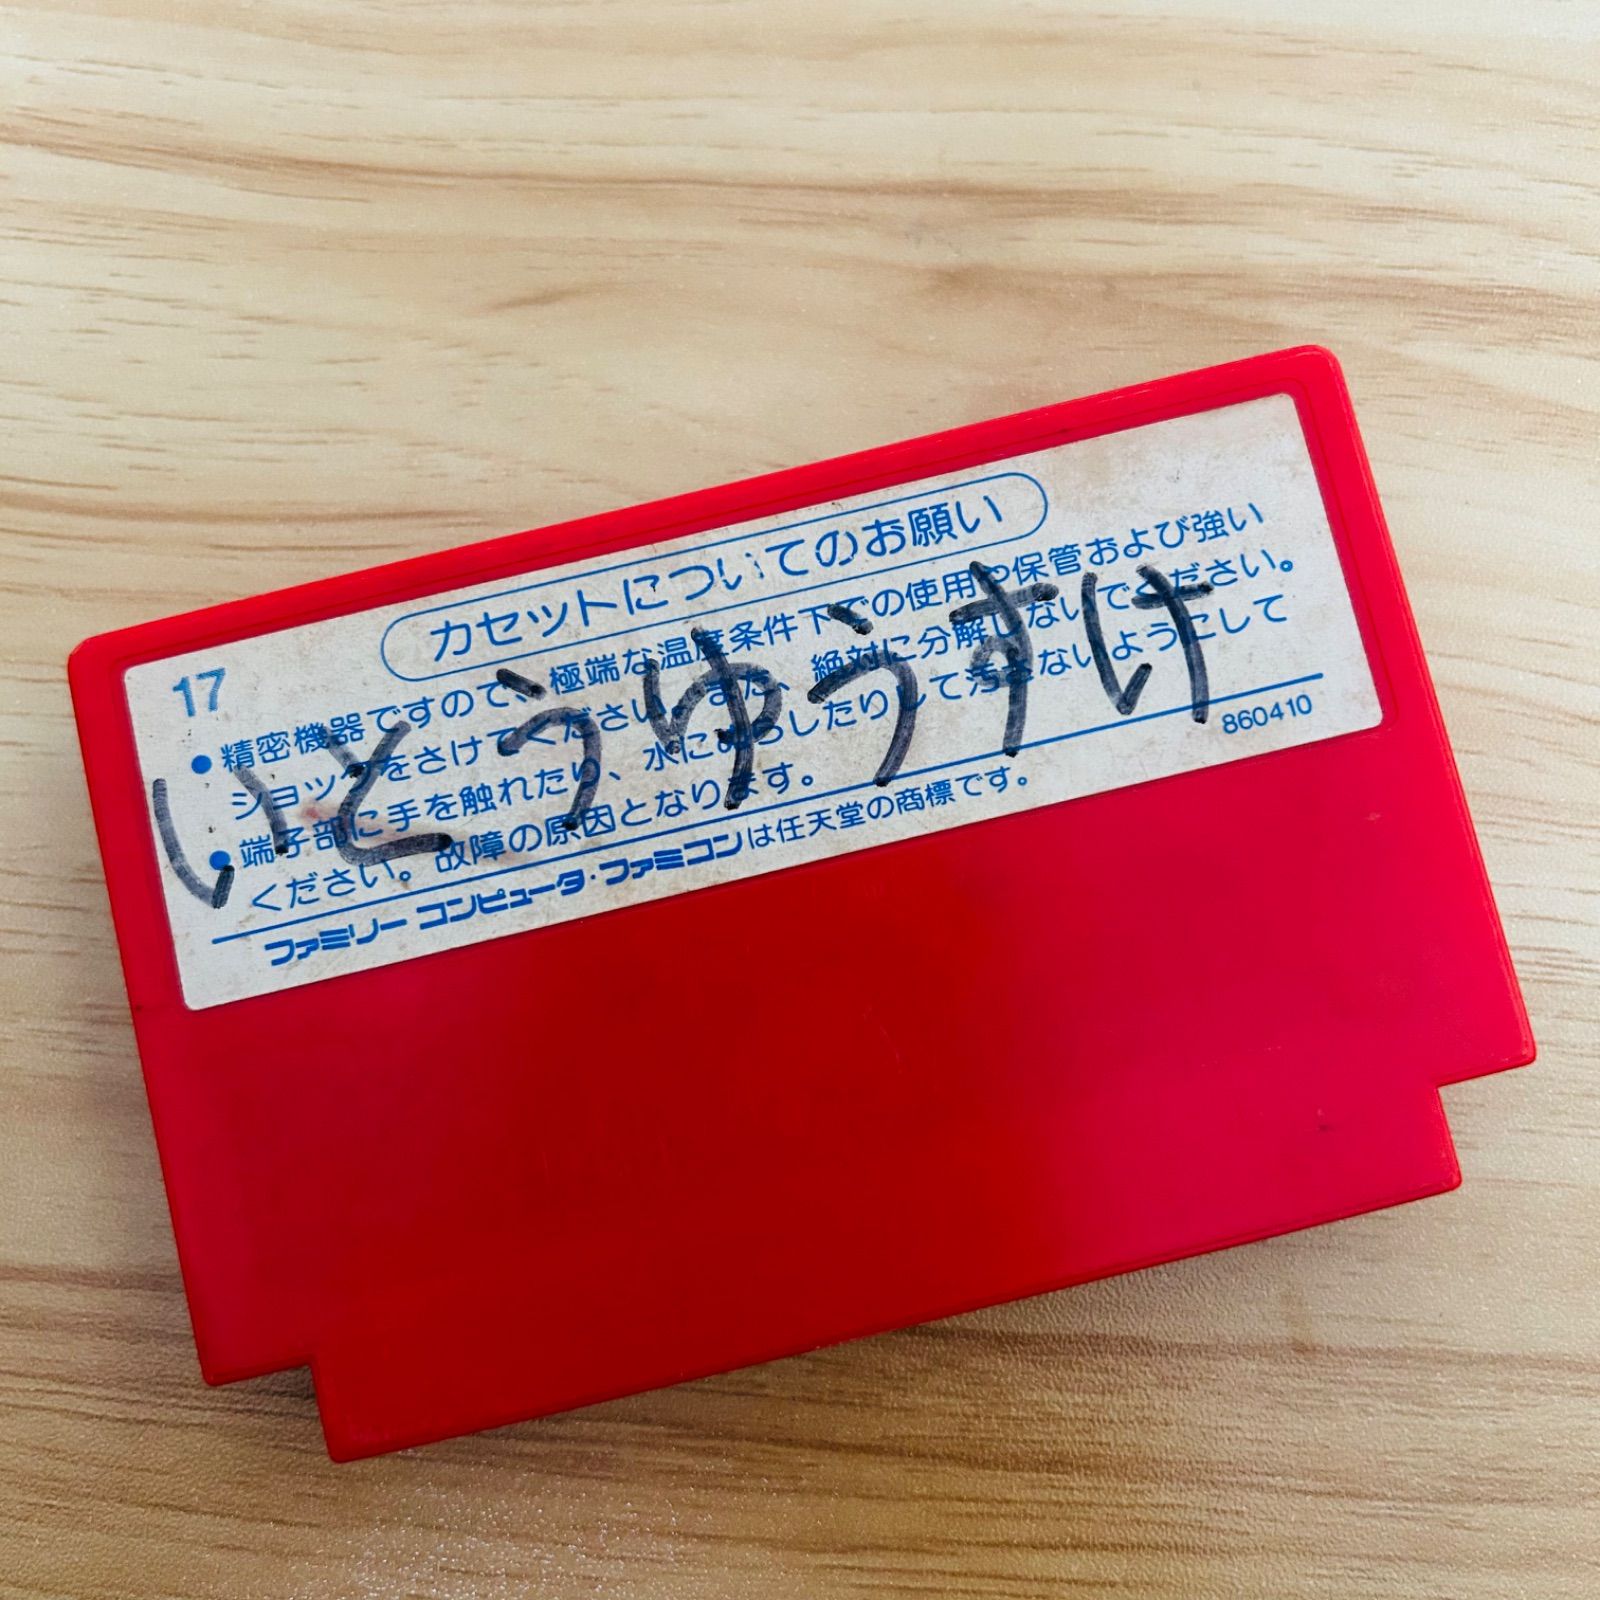 カセットについてのお願い
17
●精密機器ですので、極端な温度条件下での使用や保管および強い
ショックをさけてください。また、絶対に分解しないでください。
●端子部に手を触れたり、水にぬらしたりして汚さないようにして
ください。故障の原因となります。
860410
ファミリー コンピュータ・ファミコンは任天堂の商標です。
いとうゆうすけ